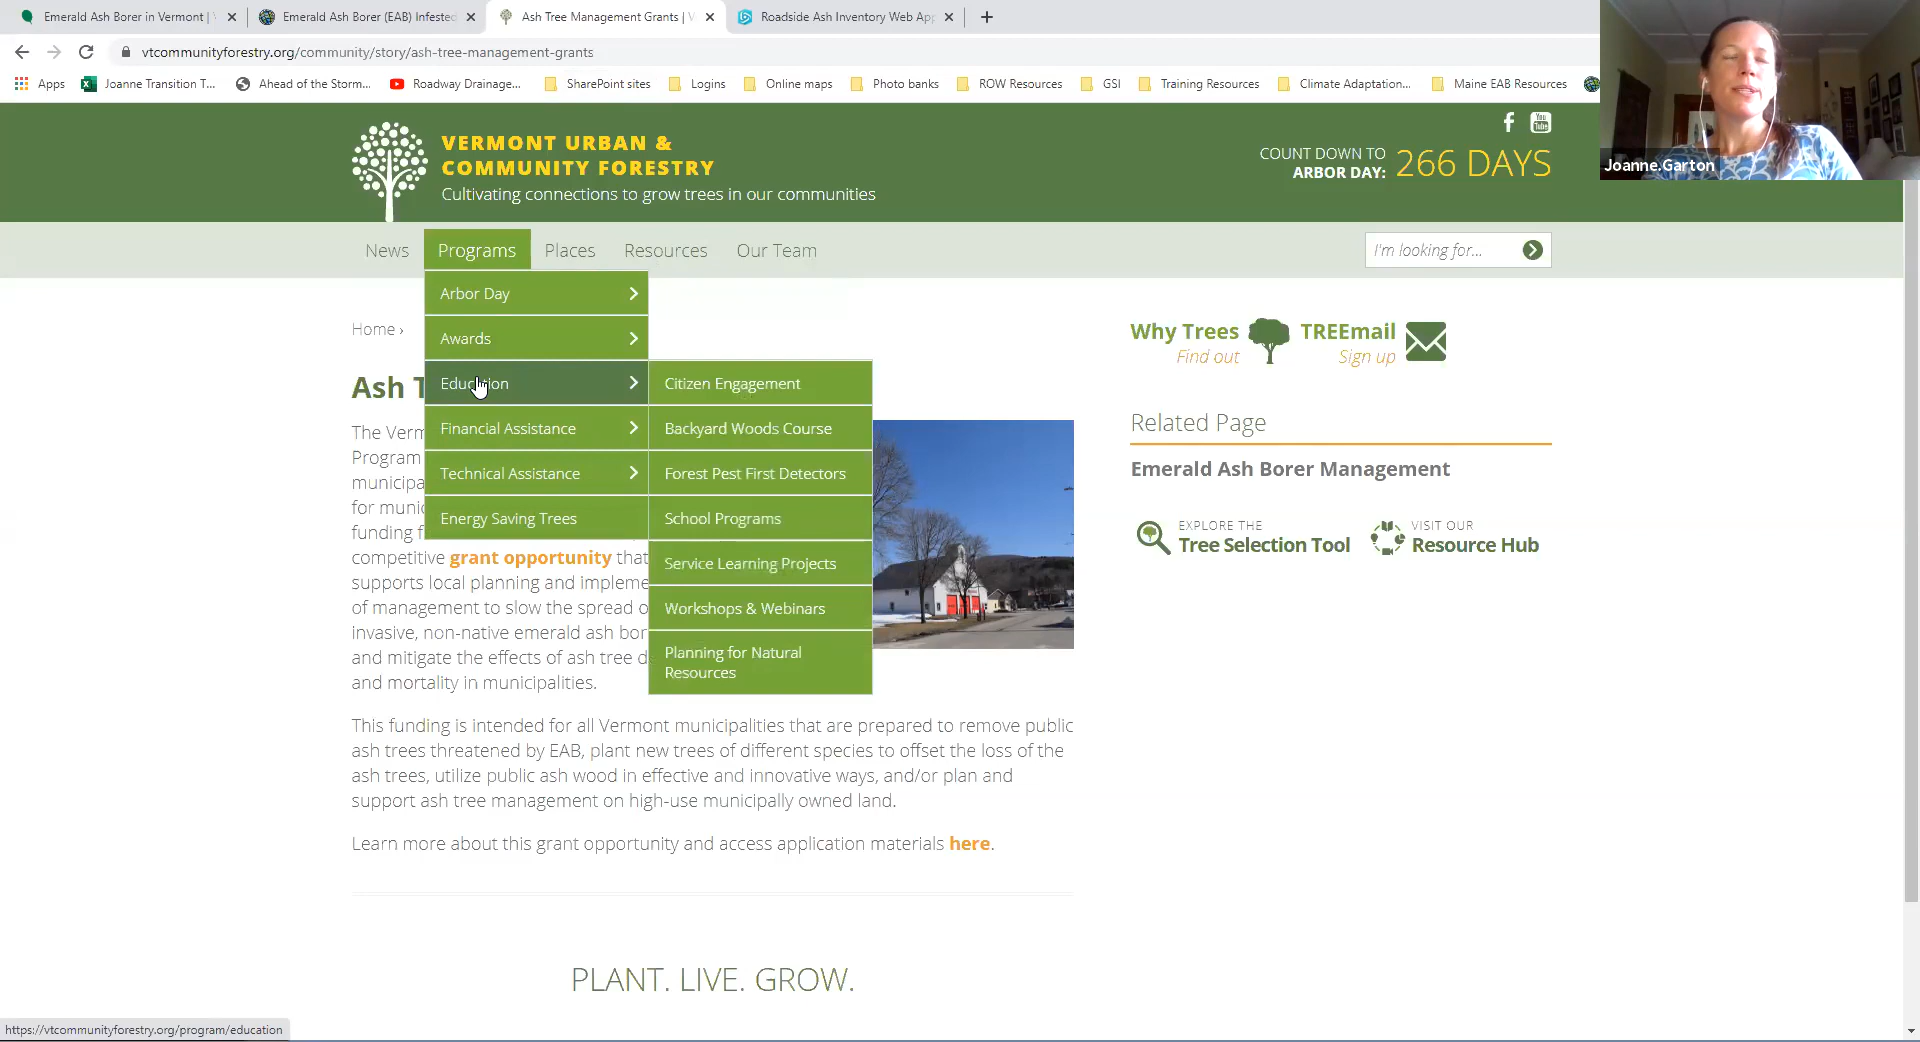 Emerald Ash Borer in Vermont |
Emerald Ash Borer (EAB) Infested
Ash Tree Management Grants | V
Roadside Ash Inventory Web App
vtcommunityforestry.org/community/story/ash-tree-management-grants
Apps
Joanne Transition T...
Ahead of the Storm...
Roadway Drainage...
SharePoint sites
Logins
Online maps
Photo banks
ROW Resources
GSI
Training Resources
Climate Adaptation...
Maine EAB Resources
VERMONT URBAN &
COMMUNITY FORESTRY
Cultivating connections to grow trees in our communities
You
Tube
COUNT DOWN TO
ARBOR DAY:
266 DAYS
Joanne.Garton
News
Programs
Places
Resources
Our Team
I'm looking for...
Arbor Day
Awards
Education
Financial Assistance
Technical Assistance
Energy Saving Trees
Citizen Engagement
Backyard Woods Course
Forest Pest First Detectors
School Programs
Service Learning Projects
Workshops & Webinars
Planning for Natural
Resources
Home ›
Ash
The Verm
Program
municipa
for munic
funding f
competitive grant opportunity that
supports local planning and impleme
of management to slow the spread o
invasive, non-native emerald ash bor
and mitigate the effects of ash tree d
and mortality in municipalities.
This funding is intended for all Vermont municipalities that are prepared to remove public
ash trees threatened by EAB, plant new trees of different species to offset the loss of the
ash trees, utilize public ash wood in effective and innovative ways, and/or plan and
support ash tree management on high-use municipally owned land.
Learn more about this grant opportunity and access application materials here.
Why Trees
Find out
TREEmail
Sign up
Related Page
Emerald Ash Borer Management
EXPLORE THE
Tree Selection Tool
VISIT OUR
Resource Hub
PLANT. LIVE. GROW.
https://vtcommunityforestry.org/program/education